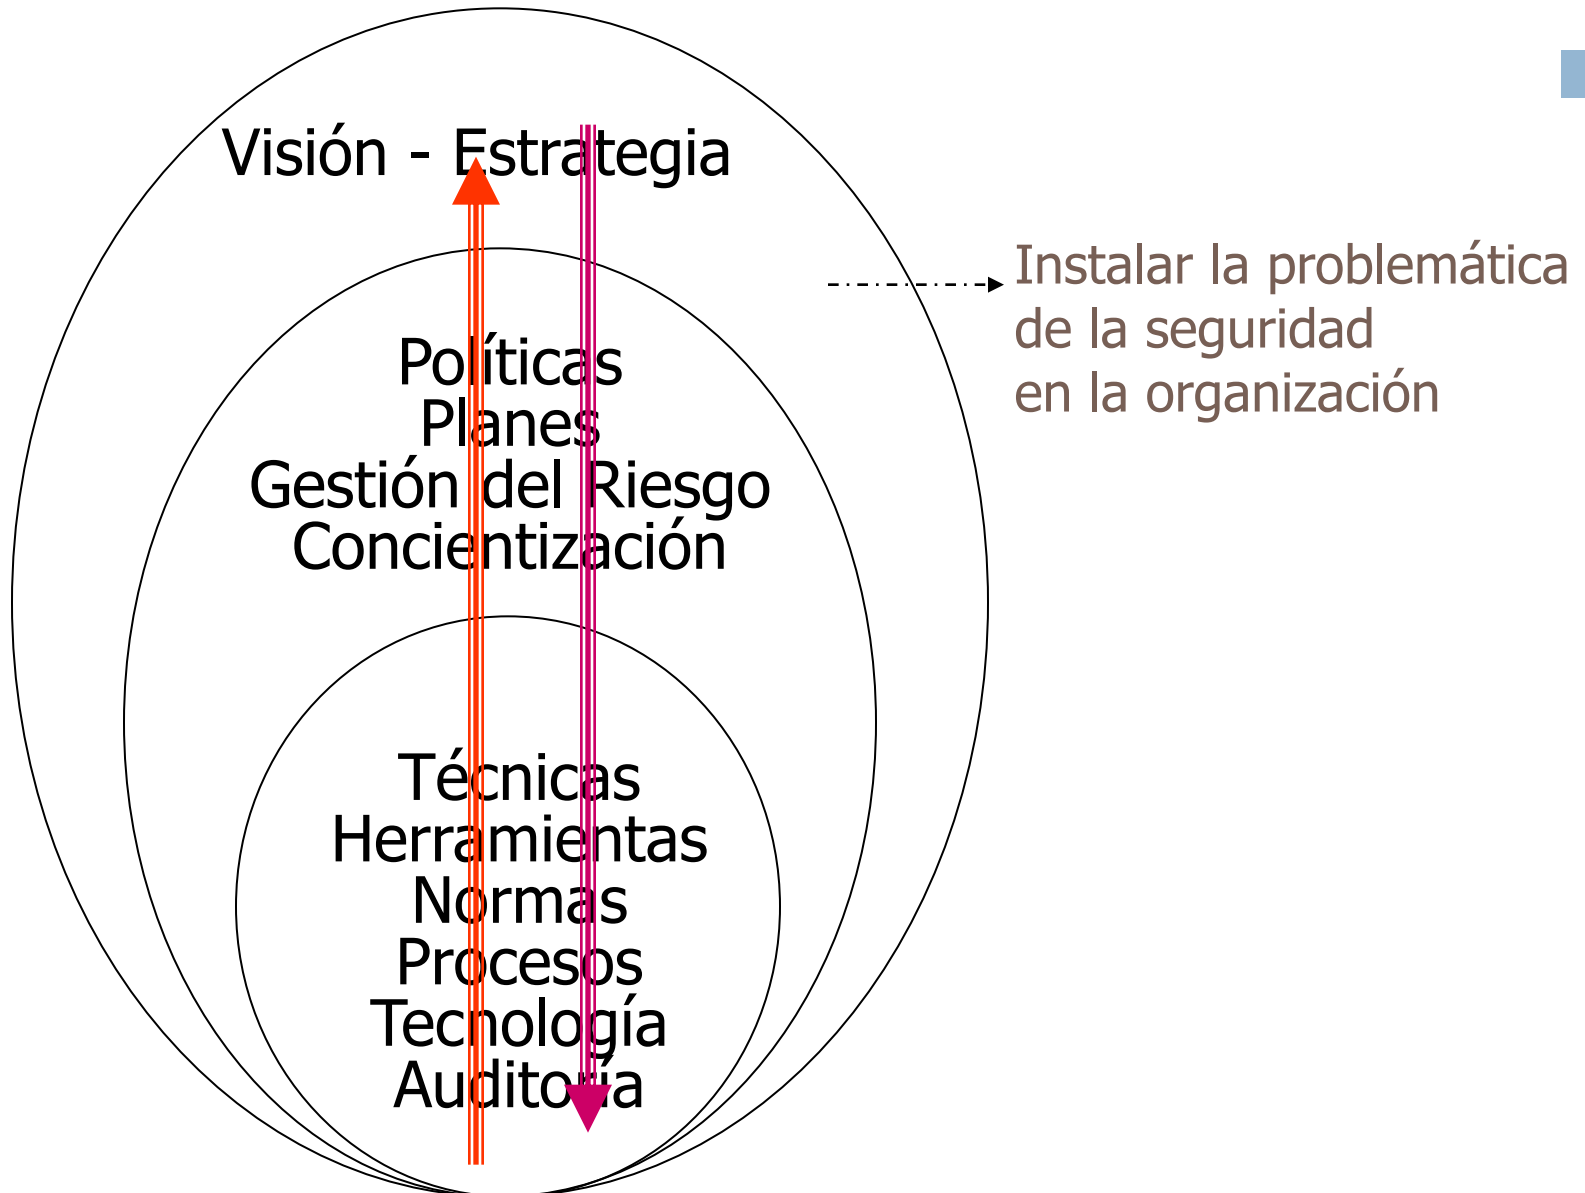 Visión - Estrategia
Instalar la problemática
de la seguridad
en la organización
Políticas
Planes
Gestión del Riesgo
Concientización
Técnicas
Herramientas
Normas
Procesos
Tecnología
Auditoría